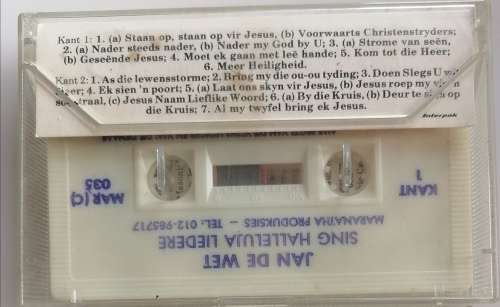 Kant 1: 1. (a) Staan op, staan op vir Jesus, (b) Voorwaarts Christenstryders;
2. (a) Nader steeds nader, (b) Nader my God by U; 3. (a) Strome van seën,
(b) Geseënde Jesus; 4. Moet ek gaan met leë hande; 5. Kom tot die Heer;
6. Meer Heiligheid.
Kant 2: 1. As die lewensstorme; 2. Bring my die ou-ou tyding; 3. Doen Slegs U
Heer; 4. Ek sien 'n poort; 5. (a) Laat ons skyn vir Jesus, (b) Jesus roep my
straal, (c) Jesus Naam Lieflike Woord; 6. (a) By die Kruis, (b) Deur te op
die Kruis; 7. Al my twyfel bring ek Jesus.
Interpak
KANT
1
MAR (C)
035
MARANATHA PRODUKSIES – TEL.: 012-965717
SING HALLELUJA LIEDERE
JAN DE WET